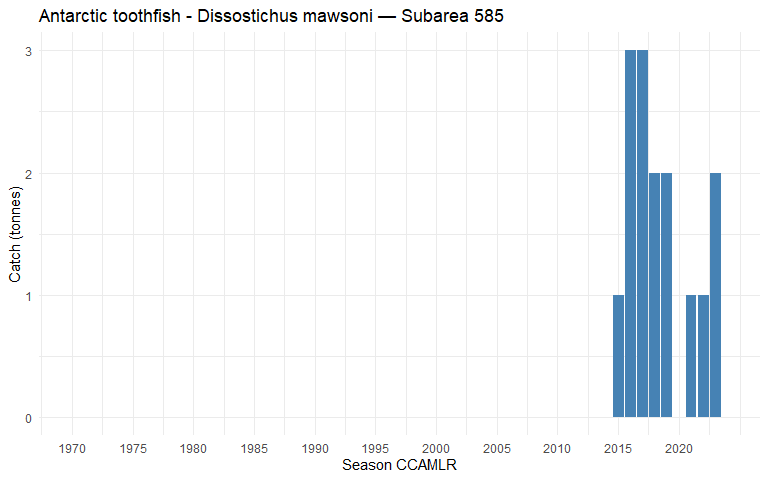 Antarctic toothfish - Dissostichus mawsoni — Subarea 585
3
2
1
0
Catch (tonnes)
1970 1975 1980 1985 1990 1995 2000 2005 2010 2015 2020
Season CCAMLR